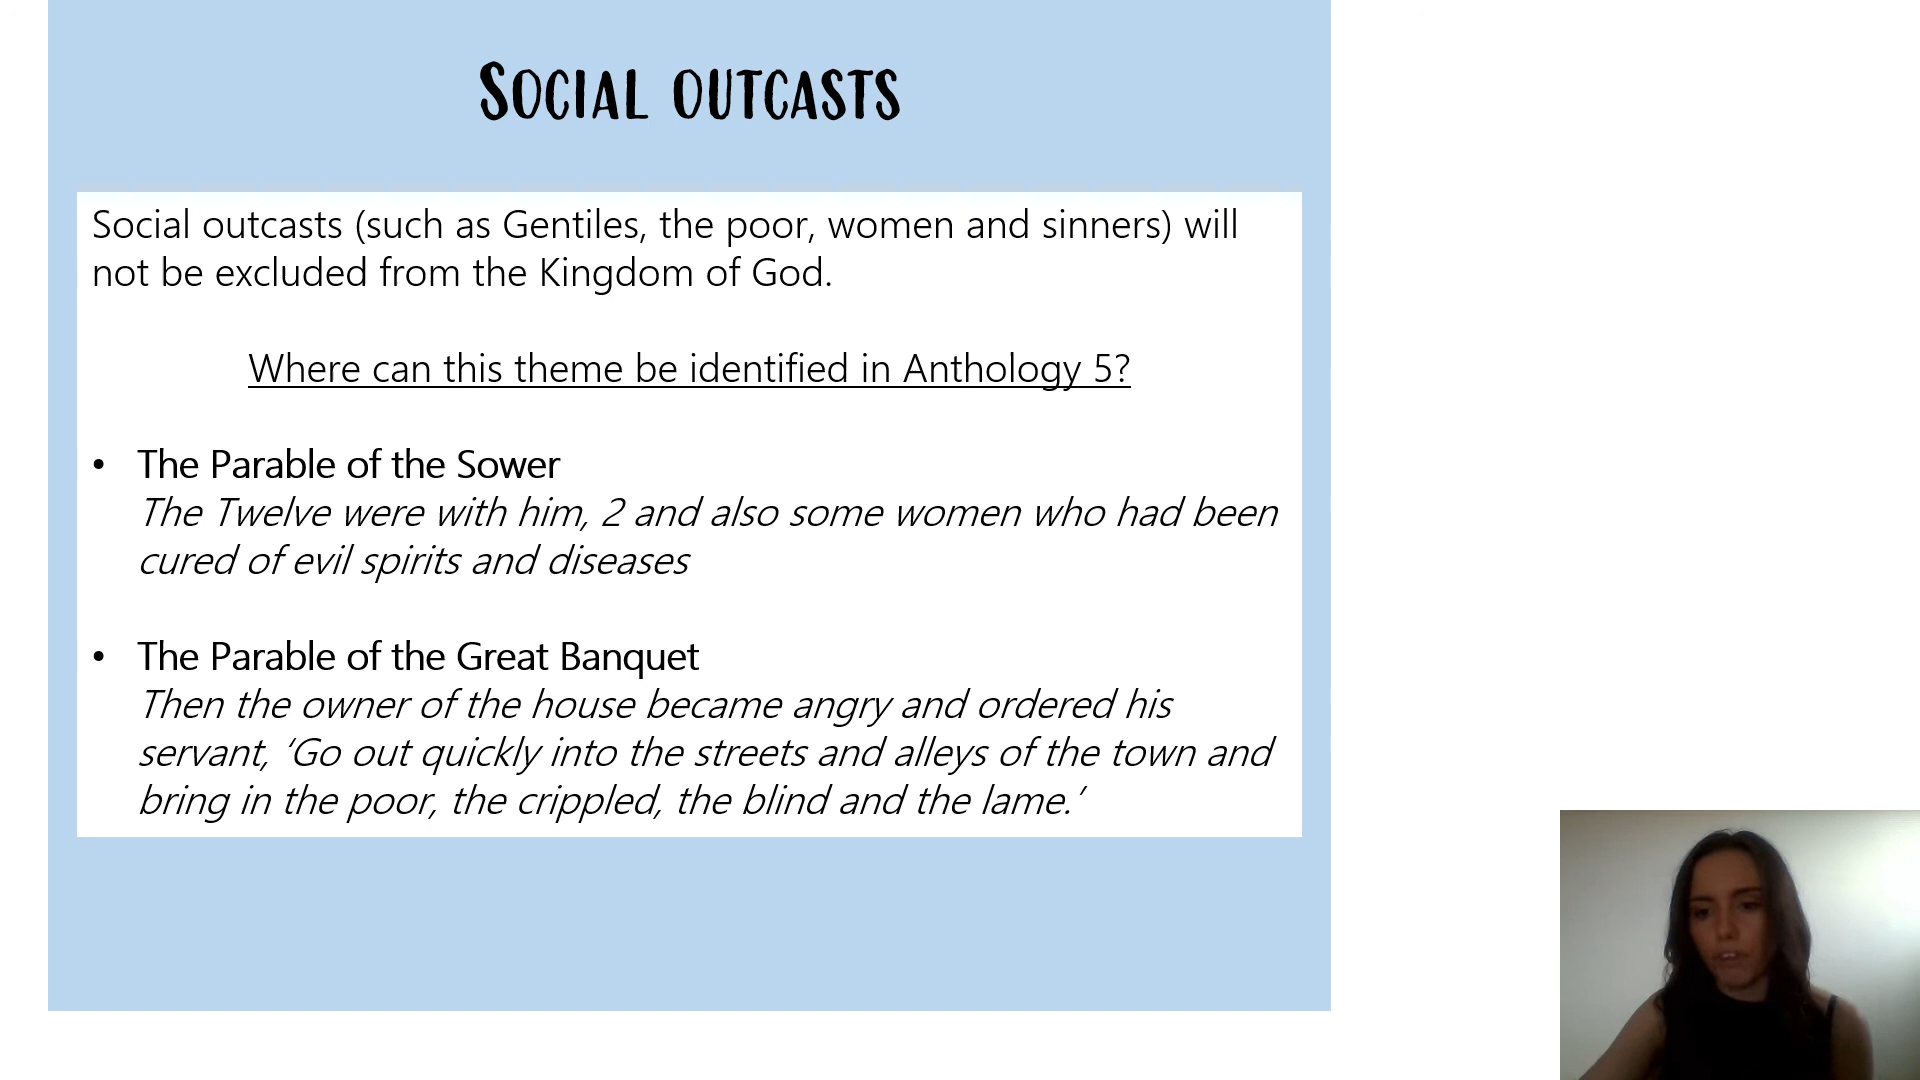 SOCIAL OUTCASTS
Social outcasts (such as Gentiles, the poor, women and sinners) will
not be excluded from the Kingdom of God.
Where can this theme be identified in Anthology 5?
• The Parable of the Sower
The Twelve were with him, 2 and also some women who had been
cured of evil spirits and diseases
• The Parable of the Great Banquet
Then the owner of the house became angry and ordered his
servant, ‘Go out quickly into the streets and alleys of the town and
bring in the poor, the crippled, the blind and the lame.’